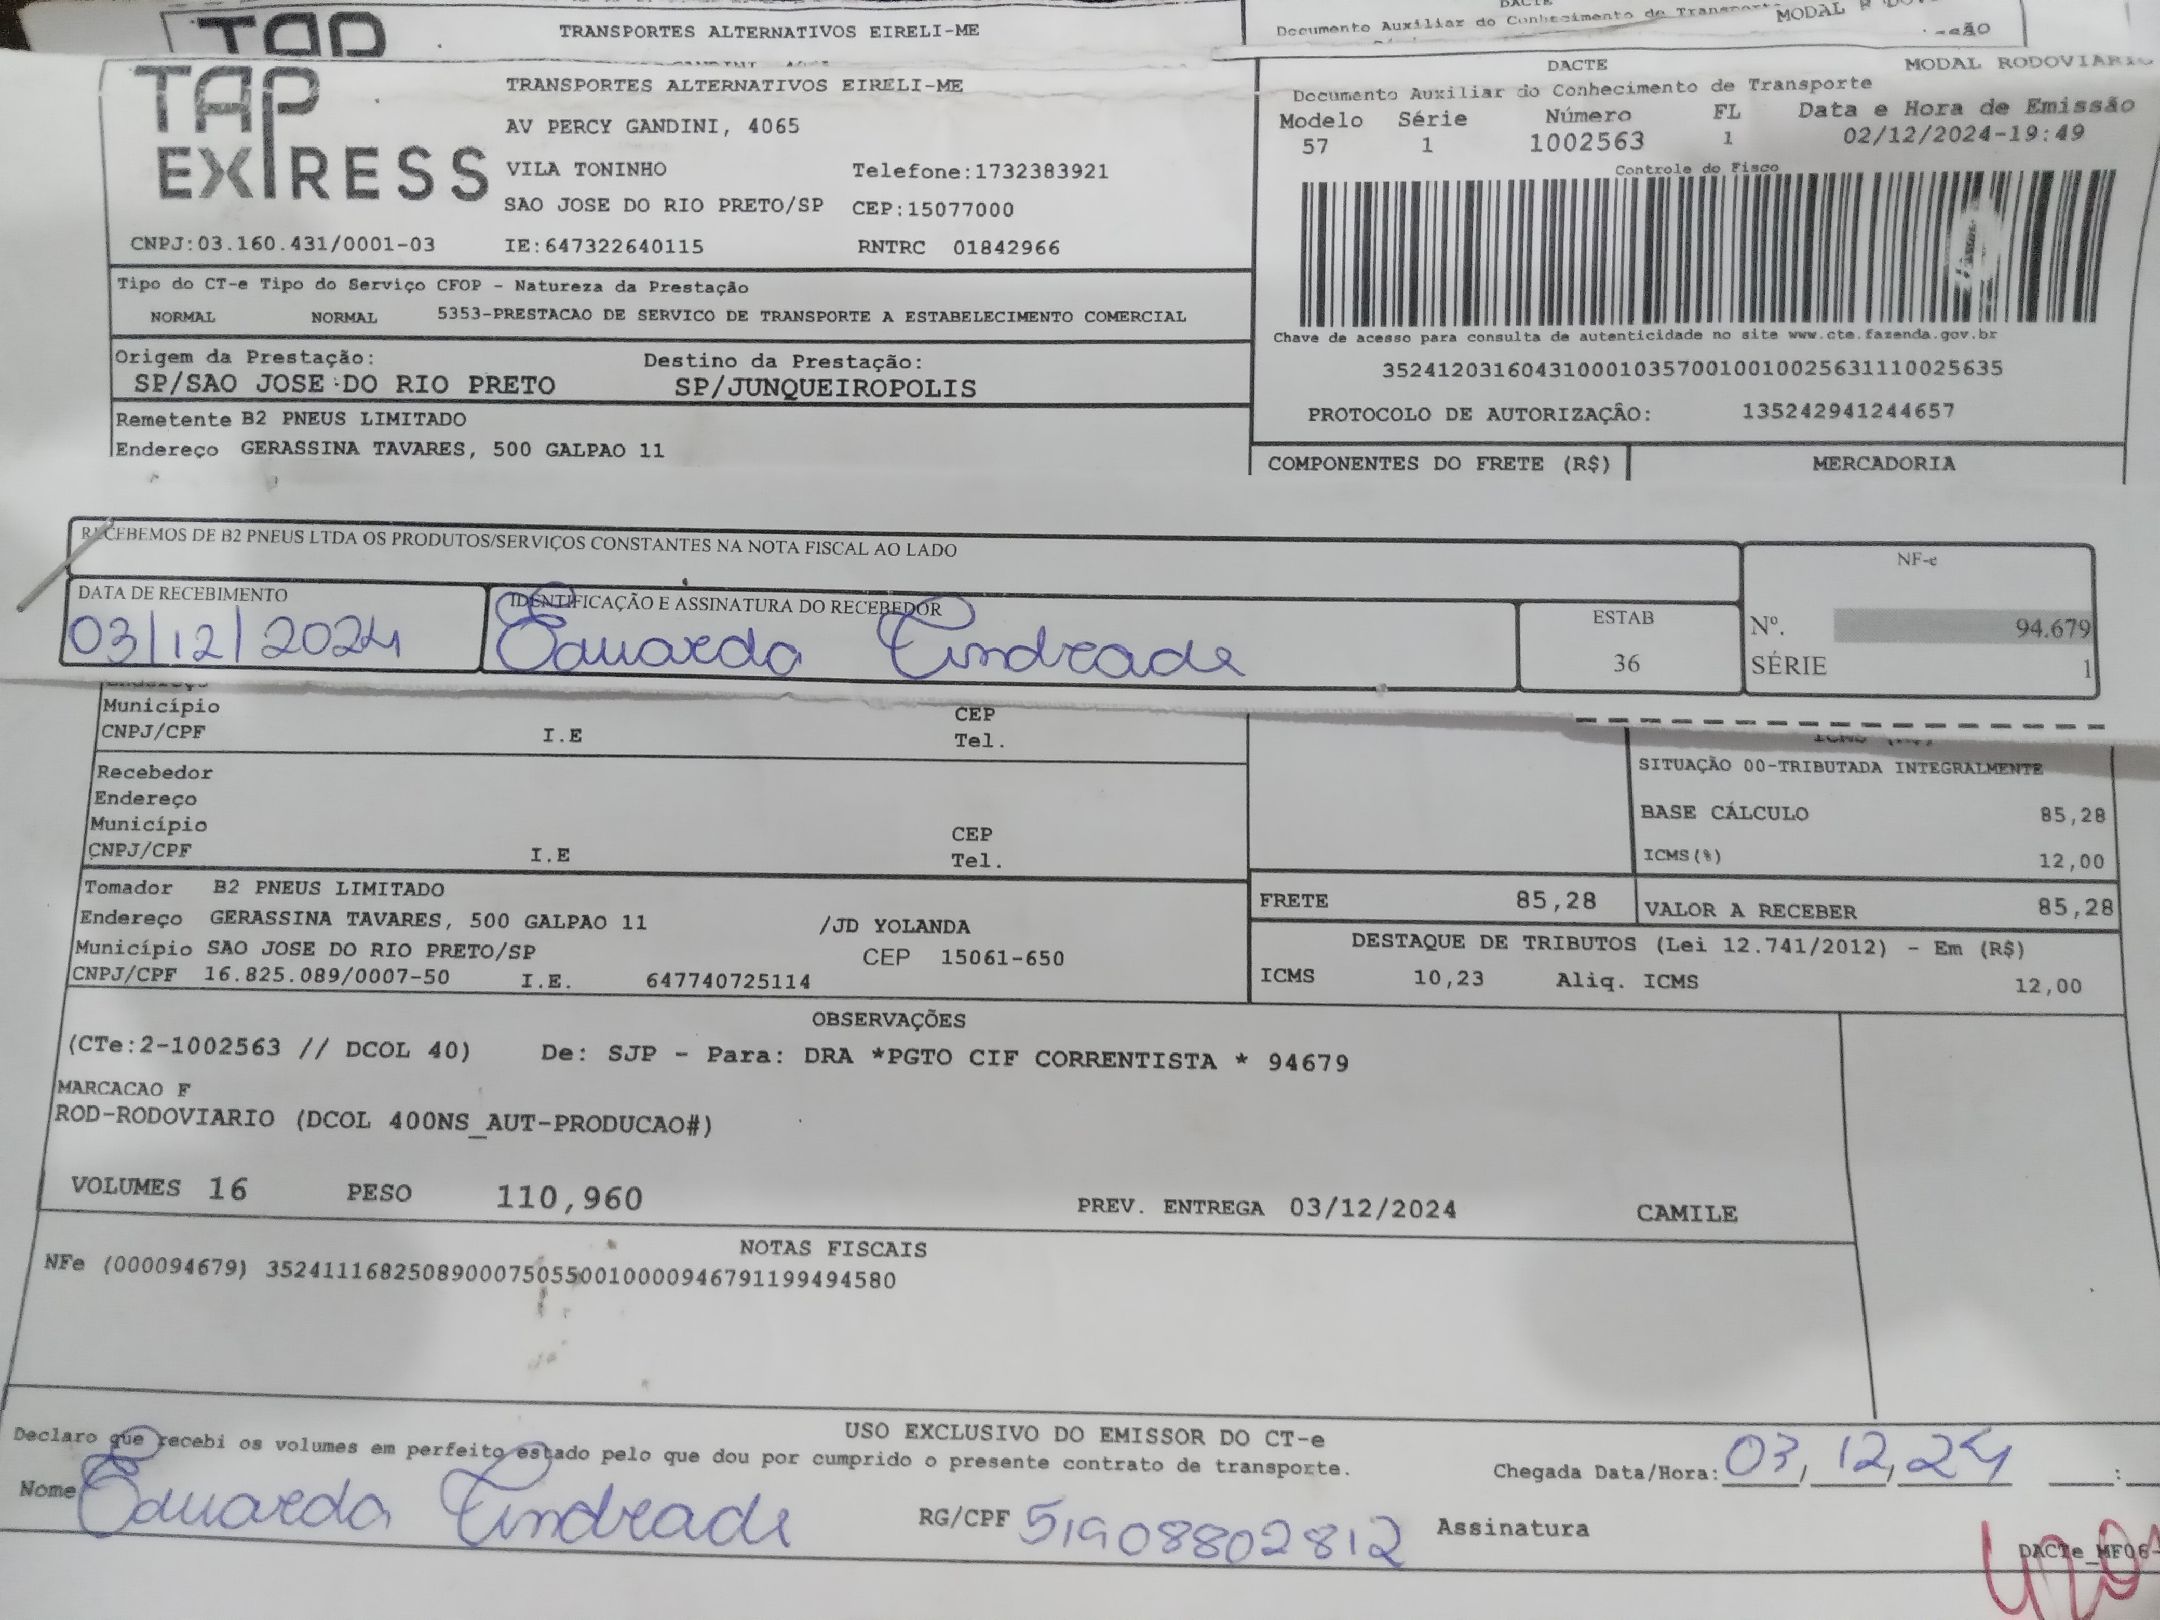 TAP
TRANSPORTES ALTERNATIVOS EIRELI-ME
DACTE
Documento Auxiliar do Conhecimento de Transporte
MODAL
TAP EXPRESS
TRANSPORTES ALTERNATIVOS EIRELI-ME
AV PERCY GANDINI, 4065
VILA TONINHO Telefone:1732383921
SAO JOSE DO RIO PRETO/SP CEP:15077000
CNPJ:03.160.431/0001-03 IE:647322640115 RNTRC 01842966
DACTE MODAL RODOVIARIO
Documento Auxiliar do Conhecimento de Transporte
Modelo Série Número FL Data e Hora de Emissão
57 1 1002563 1 02/12/2024-19:49
Controle do Fisco
Chave de acesso para consulta de autenticidade no site www.cte.fazenda.gov.br
35241203160431000103570010010025631110025635
PROTOCOLO DE AUTORIZAÇÃO: 135242941244657
Tipo do CT-e Tipo do Serviço CFOP - Natureza da Prestação
NORMAL NORMAL 5353-PRESTACAO DE SERVICO DE TRANSPORTE A ESTABELECIMENTO COMERCIAL
Origem da Prestação: Destino da Prestação:
SP/SAO JOSE DO RIO PRETO SP/JUNQUEIROPOLIS
Remetente B2 PNEUS LIMITADO
Endereço GERASSINA TAVARES, 500 GALPAO 11
COMPONENTES DO FRETE (R$) MERCADORIA
RECEBEMOS DE B2 PNEUS LTDA OS PRODUTOS/SERVIÇOS CONSTANTES NA NOTA FISCAL AO LADO
NF-e
DATA DE RECEBIMENTO IDENTIFICAÇÃO E ASSINATURA DO RECEBEDOR ESTAB Nº. 94.679
03/12/2024 Eduarda Andrade 36 SÉRIE 1
Endereço
Município CEP
CNPJ/CPF I.E Tel.
Recebedor
Endereço
Município CEP
CNPJ/CPF I.E Tel.
ICMS (R$)
SITUAÇÃO 00-TRIBUTADA INTEGRALMENTE
BASE CÁLCULO 85,28
ICMS(%) 12,00
FRETE 85,28 VALOR A RECEBER 85,28
DESTAQUE DE TRIBUTOS (Lei 12.741/2012) - Em (R$)
ICMS 10,23 Aliq. ICMS 12,00
Tomador B2 PNEUS LIMITADO
Endereço GERASSINA TAVARES, 500 GALPAO 11 /JD YOLANDA
Município SAO JOSE DO RIO PRETO/SP CEP 15061-650
CNPJ/CPF 16.825.089/0007-50 I.E. 647740725114
OBSERVAÇÕES
(CTe:2-1002563 // DCOL 40) De: SJP - Para: DRA *PGTO CIF CORRENTISTA * 94679
MARCACAO F
ROD-RODOVIARIO (DCOL 400NS_AUT-PRODUCAO#)
VOLUMES 16 PESO 110,960 PREV. ENTREGA 03/12/2024 CAMILE
NOTAS FISCAIS
NFe (000094679) 35241116825089000750550010000946791199494580
USO EXCLUSIVO DO EMISSOR DO CT-e
Declaro que recebi os volumes em perfeito estado pelo que dou por cumprido o presente contrato de transporte.
Chegada Data/Hora: 03/12/24 :
Nome Eduarda Andrade RG/CPF 51908802812 Assinatura
DACTe_MF06-